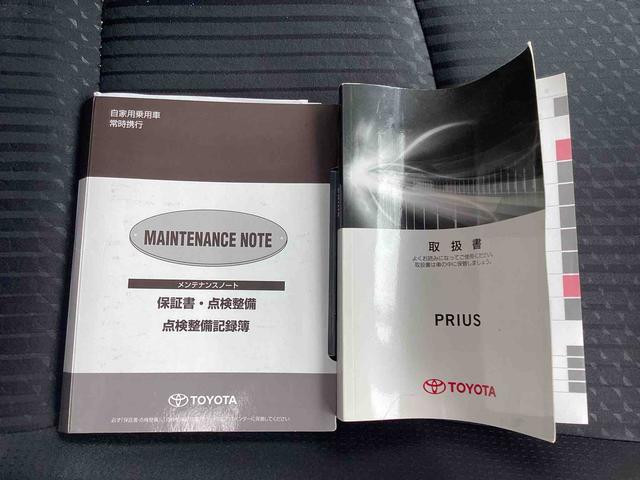 自家用乗用車
常時携行
MAINTENANCE NOTE
メンテナンスノート
保証書・点検整備
点検整備記録簿
TOYOTA
取扱書
よくお読みになってご使用ください。
取扱書は車の中に保管しましょう。
PRIUS
TOYOTA